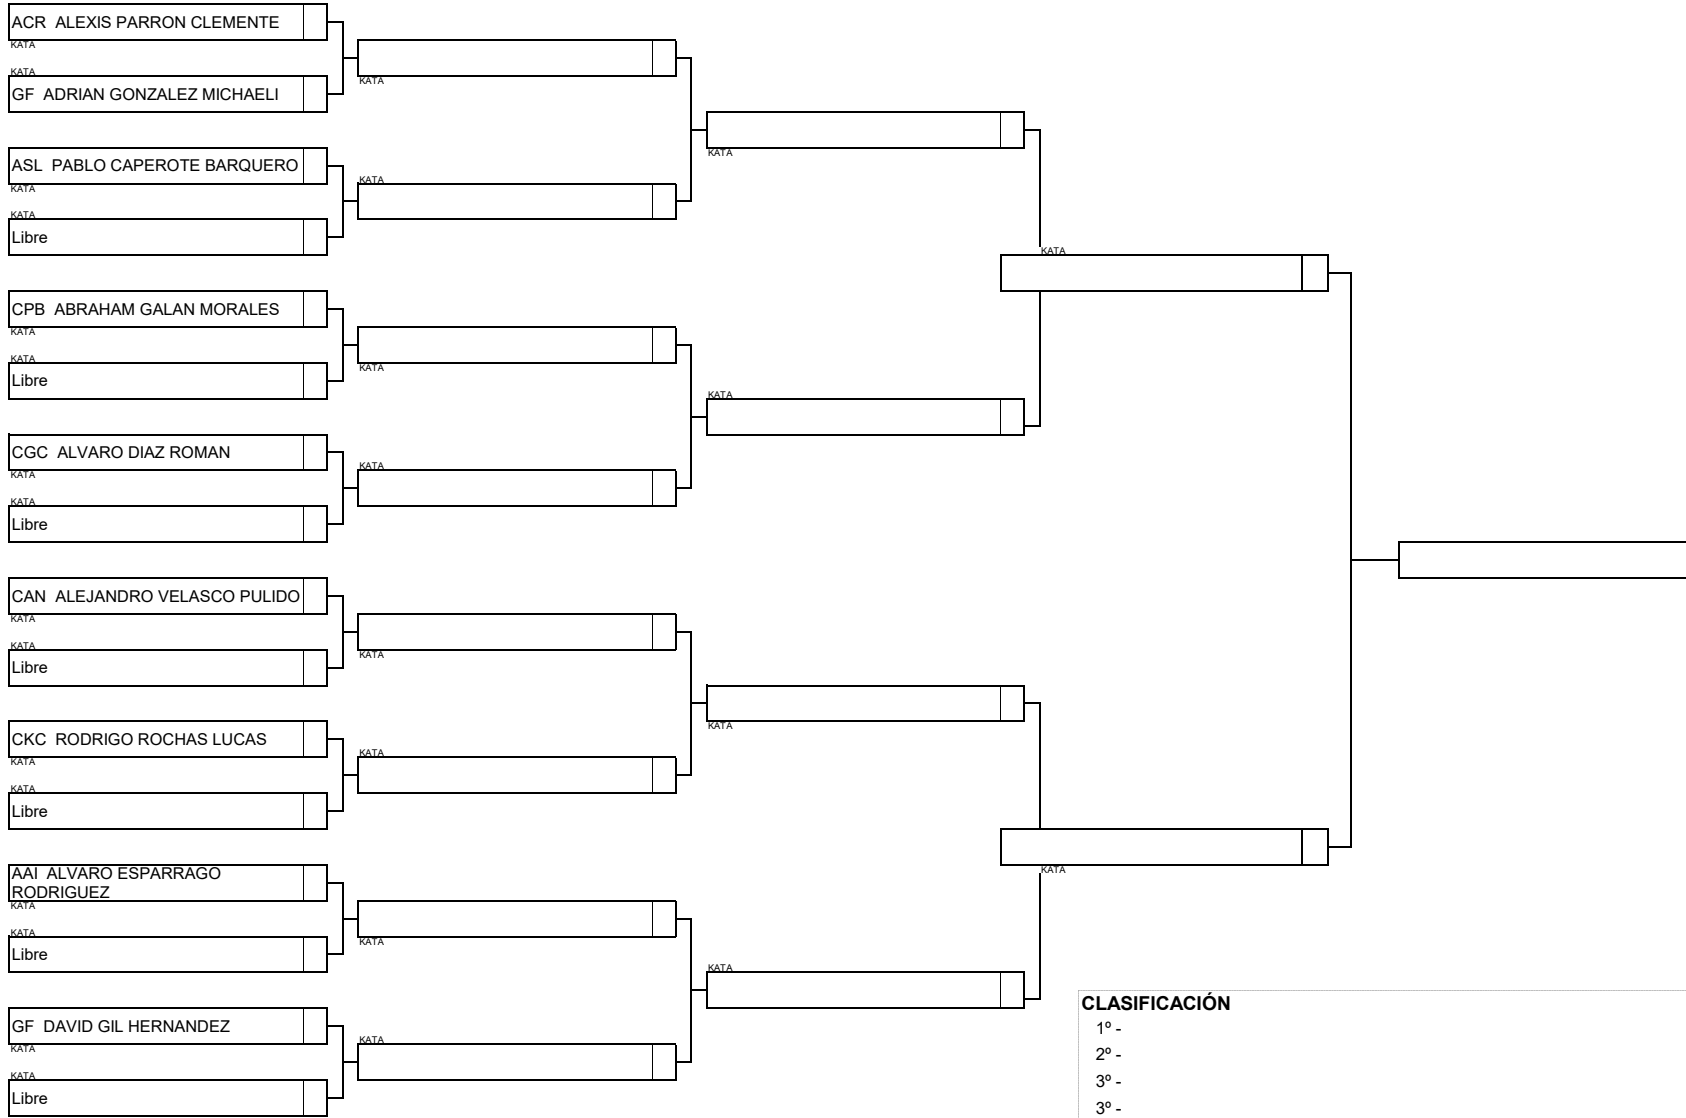 ACR ALEXIS PARRON CLEMENTE
KATA
KATA
GF ADRIAN GONZALEZ MICHAELI
ASL PABLO CAPEROTE BARQUERO
KATA
KATA
Libre
CPB ABRAHAM GALAN MORALES
KATA
KATA
Libre
CGC ALVARO DIAZ ROMAN
KATA
KATA
Libre
CAN ALEJANDRO VELASCO PULIDO
KATA
KATA
Libre
CKC RODRIGO ROCHAS LUCAS
KATA
KATA
Libre
AAI ALVARO ESPARRAGO
RODRIGUEZ
KATA
KATA
Libre
GF DAVID GIL HERNANDEZ
KATA
KATA
Libre
KATA
KATA
KATA
KATA
KATA
KATA
KATA
KATA
KATA
KATA
KATA
KATA
KATA
KATA
CLASIFICACIÓN
1º -
2º -
3º -
3º -